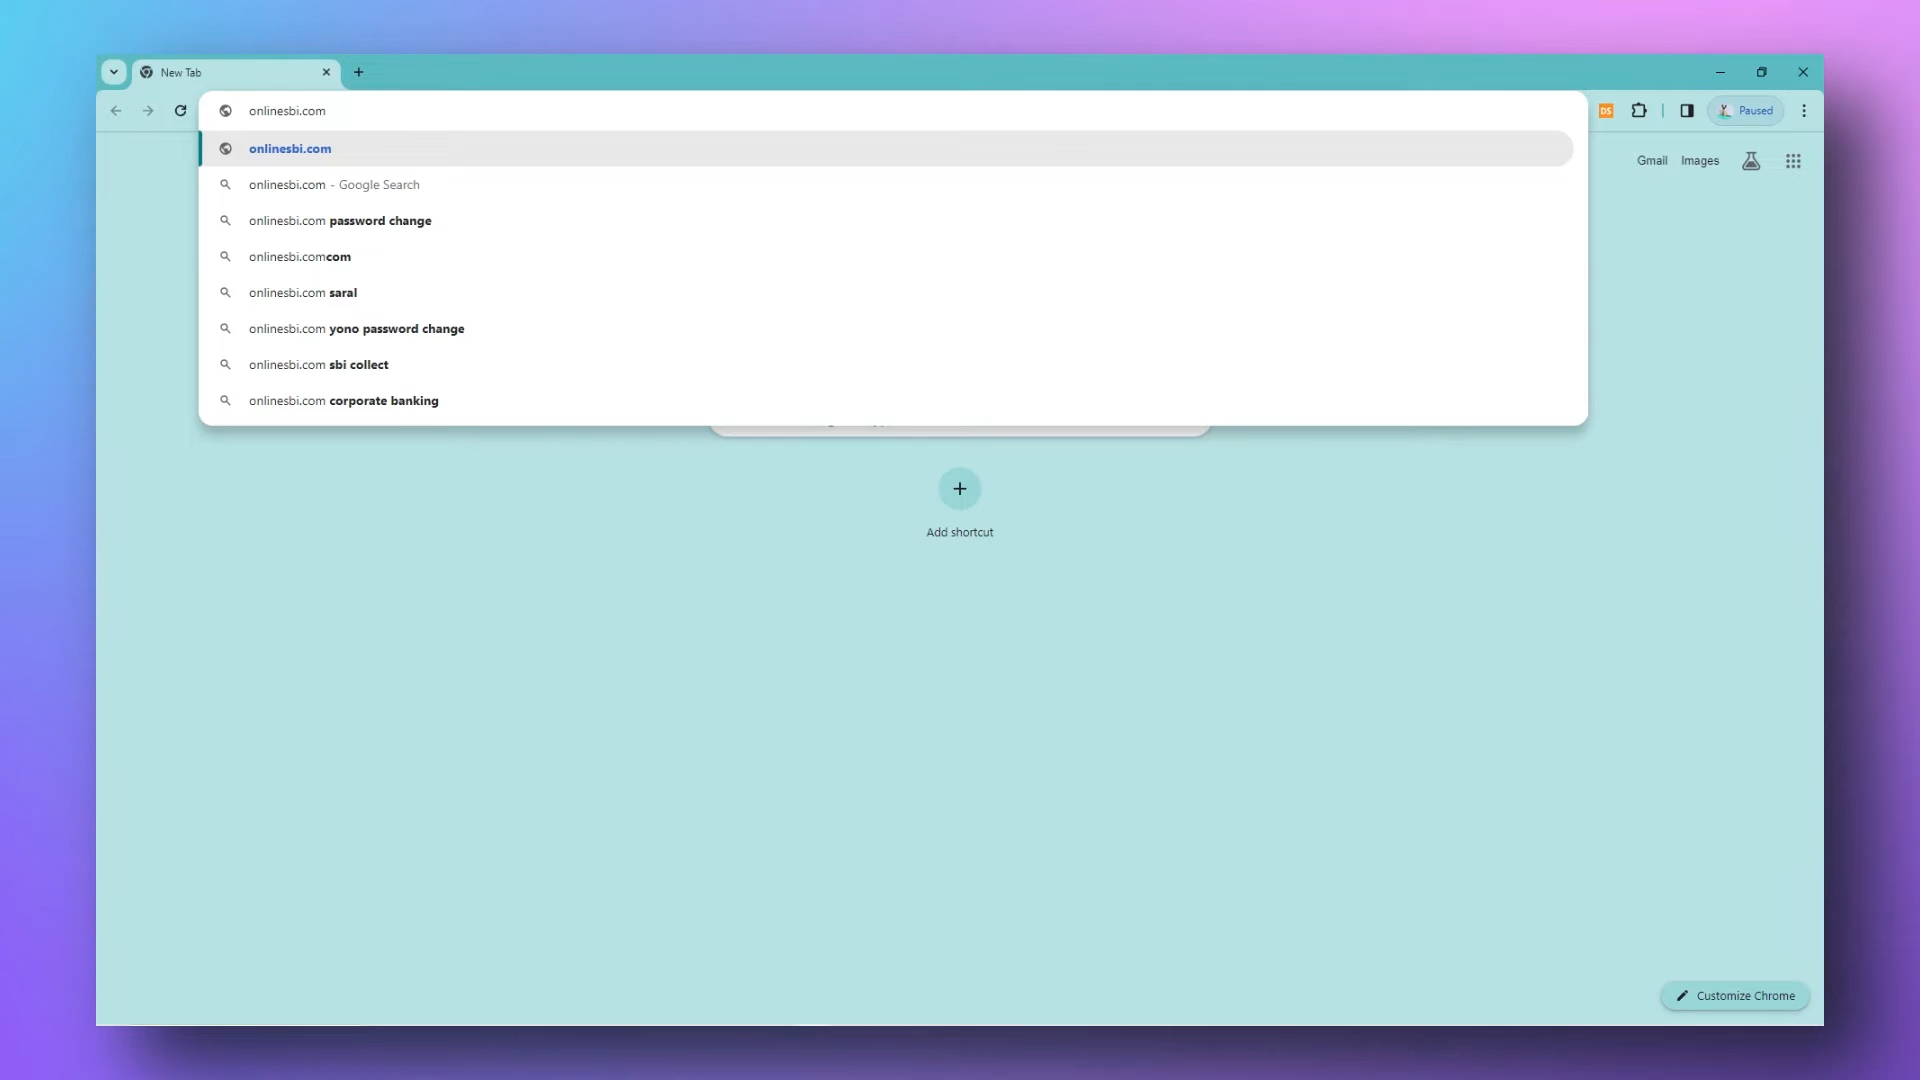 New Tab
onlinesbi.com
DS
Paused
onlinesbi.com
Gmail Images
onlinesbi.com - Google Search
onlinesbi.com password change
onlinesbi.comcom
onlinesbi.com saral
onlinesbi.com yono password change
onlinesbi.com sbi collect
onlinesbi.com corporate banking
Add shortcut
Customize Chrome